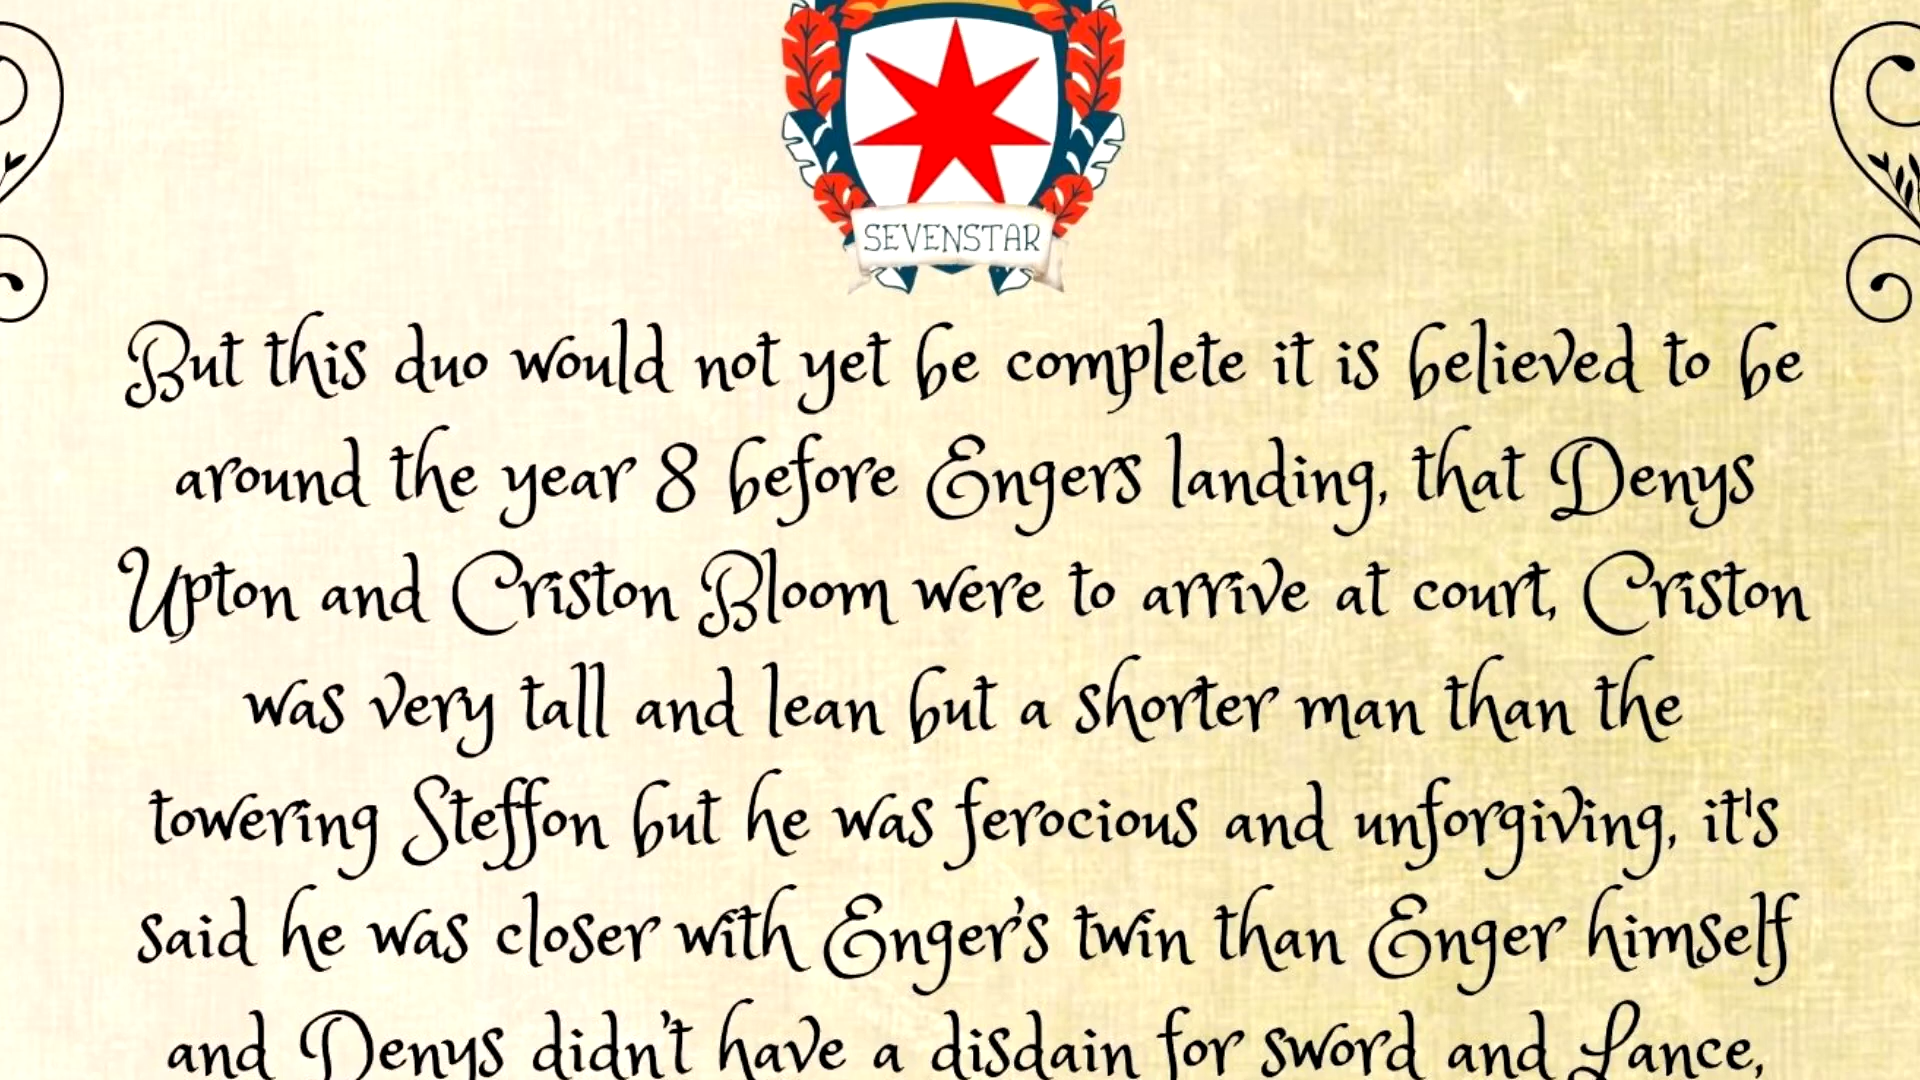 SEVENSTAR
But this duo would not yet be complete it is believed to be
around the year 8 before Engers landing, that Denys
Upton and Criston Bloom were to arrive at court, Criston
was very tall and lean but a shorter man than the
towering Steffon but he was ferocious and unforgiving, it's
said he was closer with Enger's twin than Enger himself
and Denys didn't have a disdain for sword and Lance,